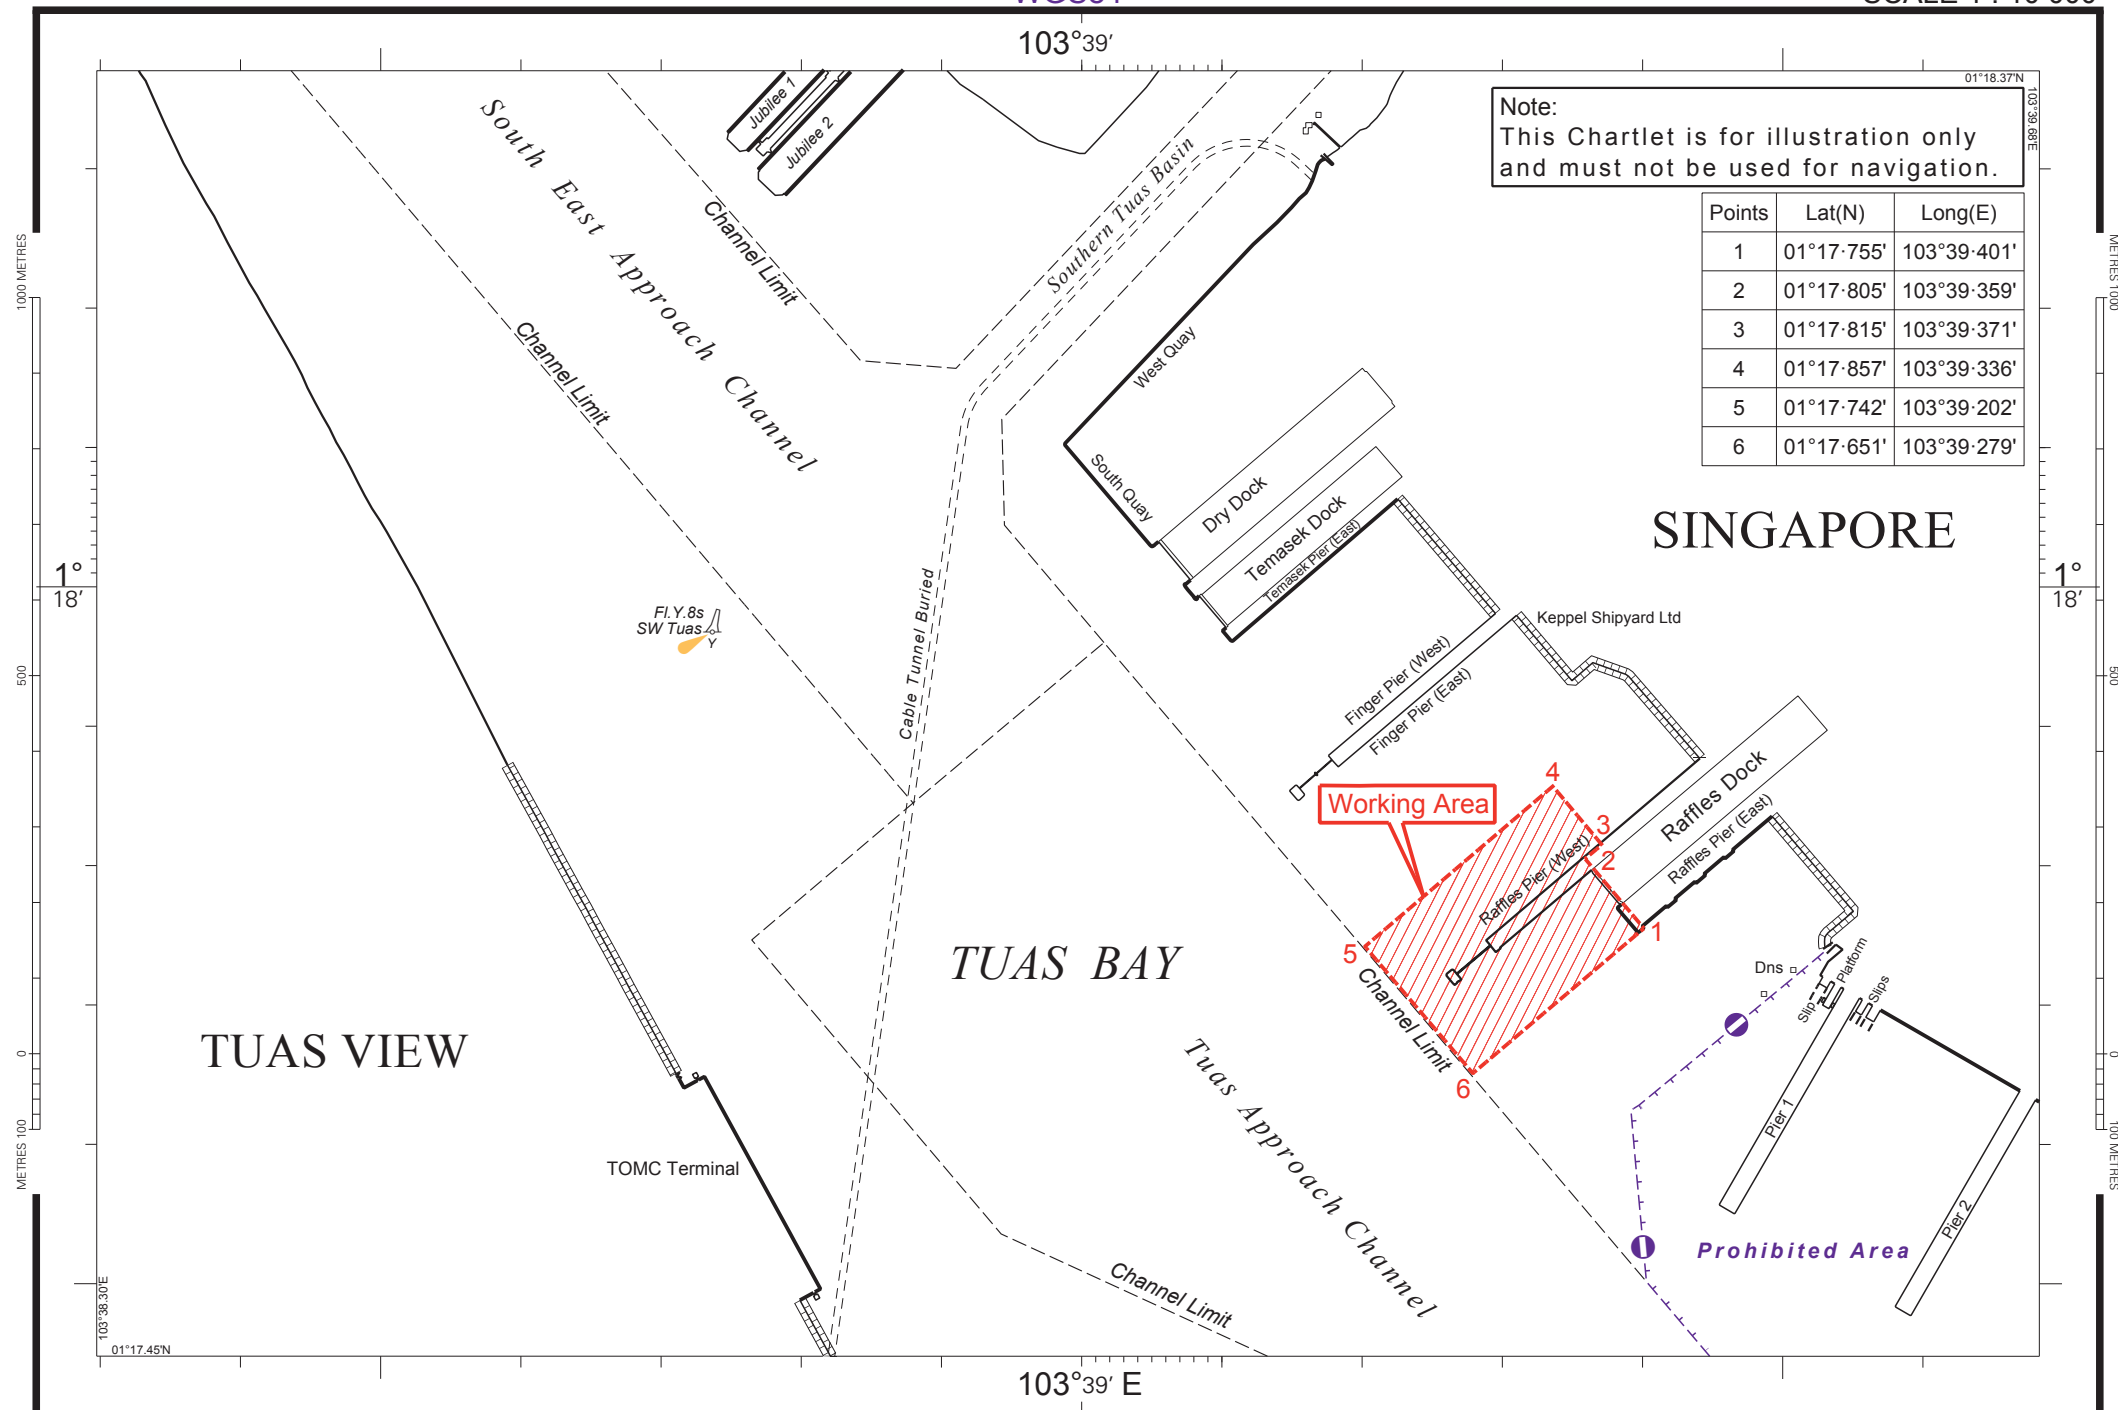 103°39′
01°18.37'N
103°39.68'E
Note:
This Chartlet is for illustration only
and must not be used for navigation.
Points Lat(N) Long(E)
1 01°17·755' 103°39·401'
2 01°17·805' 103°39·359'
3 01°17·815' 103°39·371'
4 01°17·857' 103°39·336'
5 01°17·742' 103°39·202'
6 01°17·651' 103°39·279'
Jubilee 1
Jubilee 2
South East Approach Channel
Channel Limit
Channel Limit
Southern Tuas Basin
West Quay
South Quay
Dry Dock
Temasek Dock
Temasek Pier (East)
SINGAPORE
1°
18′
1°
18′
1000 METRES
500
0
METRES 100
METRES 1000
500
0
100 METRES
Fl.Y.8s
SW Tuas
Y
Cable Tunnel Buried
Keppel Shipyard Ltd
Finger Pier (West)
Finger Pier (East)
Working Area
4
3
2
1
5
6
Raffles Dock
Raffles Pier (West)
Raffles Pier (East)
TUAS BAY
TUAS VIEW
Channel Limit
Dns
Platform
Slip
Slips
Pier 1
Pier 2
Tuas Approach Channel
TOMC Terminal
Prohibited Area
Channel Limit
103°38.30'E
01°17.45'N
103°39′ E